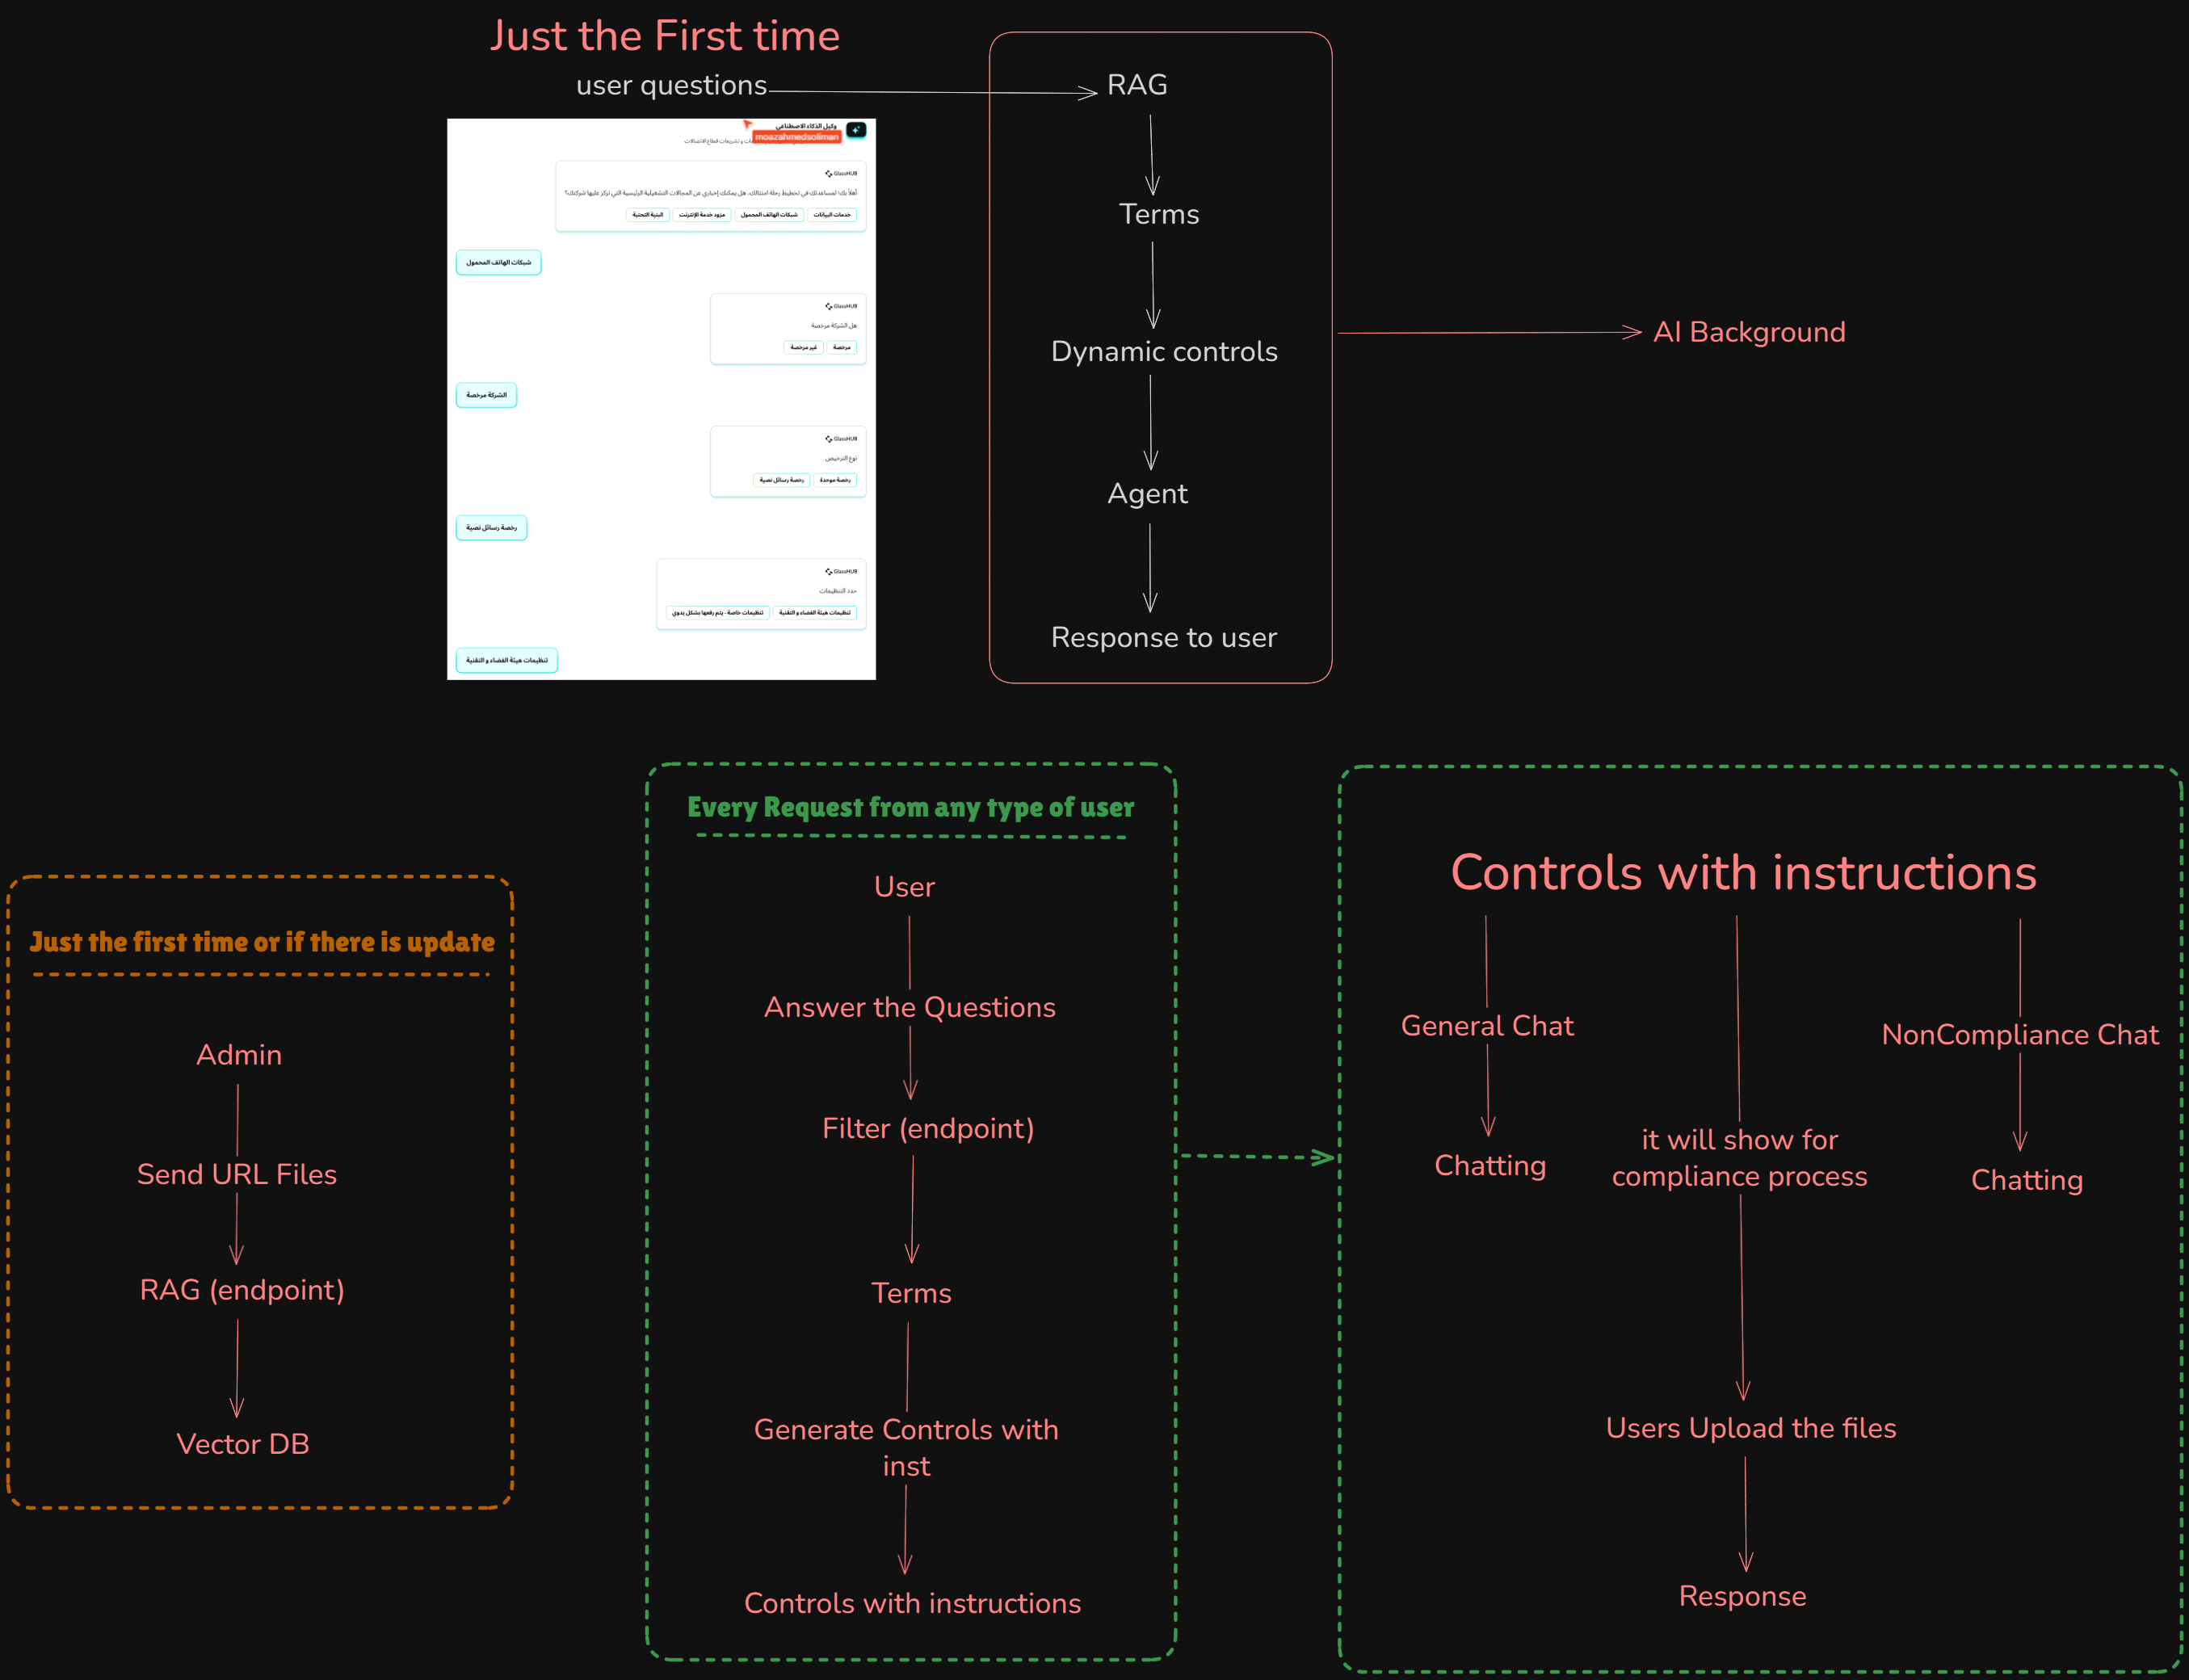 Just the First time
user questions
RAG
Terms
Dynamic controls
Agent
Response to user
AI Background
وكيل الذكاء الاصطناعي
moazahmedsoliman
و تشريعات قطاع الاتصالات
GlassHUB
أهلاً بك! لمساعدتك في تخطيط رحلة امتثالك، هل يمكنك إخباري عن المجالات التشغيلية الرئيسية التي تركز عليها شركتك؟
خدمات البيانات
شبكات الهاتف المحمول
مزود خدمة الإنترنت
البنية التحتية
شبكات الهاتف المحمول
GlassHUB
هل الشركة مرخصة
مرخصة
غير مرخصة
الشركة مرخصة
GlassHUB
نوع الترخيص
رخصة موحدة
رخصة رسائل نصية
رخصة رسائل نصية
GlassHUB
حدد التنظيمات
تنظيمات هيئة الفضاء و التقنية
تنظيمات خاصة - يتم رفعها بشكل يدوي
تنظيمات هيئة الفضاء و التقنية
Just the first time or if there is update
Admin
Send URL Files
RAG (endpoint)
Vector DB
Every Request from any type of user
User
Answer the Questions
Filter (endpoint)
Terms
Generate Controls with
inst
Controls with instructions
Controls with instructions
General Chat
Chatting
it will show for
compliance process
Users Upload the files
Response
NonCompliance Chat
Chatting